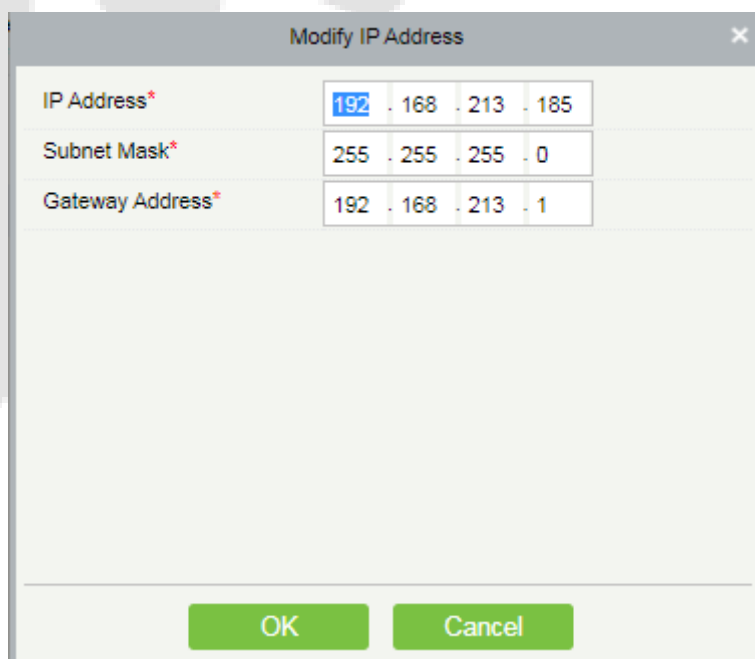 Modify IP Address ×
IP Address* 192 . 168 . 213 . 185
Subnet Mask* 255 . 255 . 255 . 0
Gateway Address* 192 . 168 . 213 . 1
OK Cancel